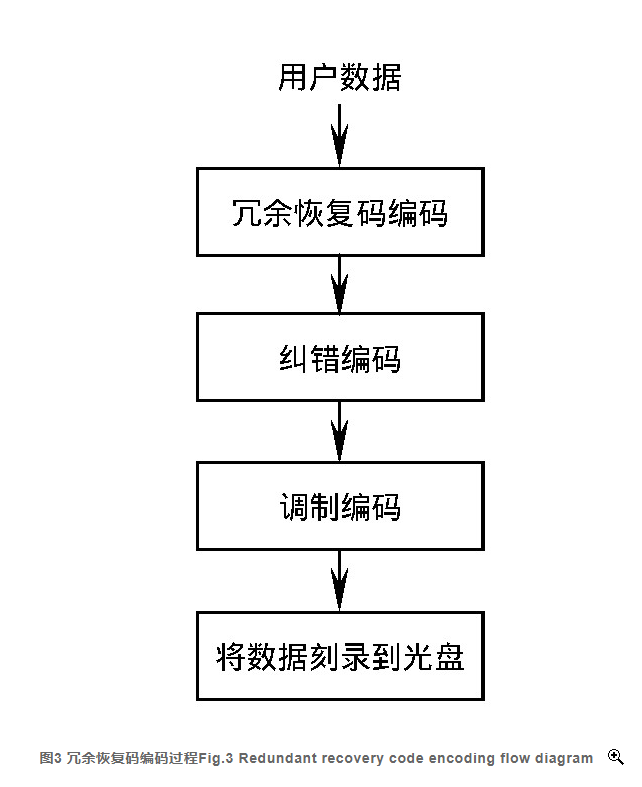 用户数据
冗余恢复码编码
纠错编码
调制编码
将数据刻录到光盘
图3 冗余恢复码编码过程Fig.3 Redundant recovery code encoding flow diagram